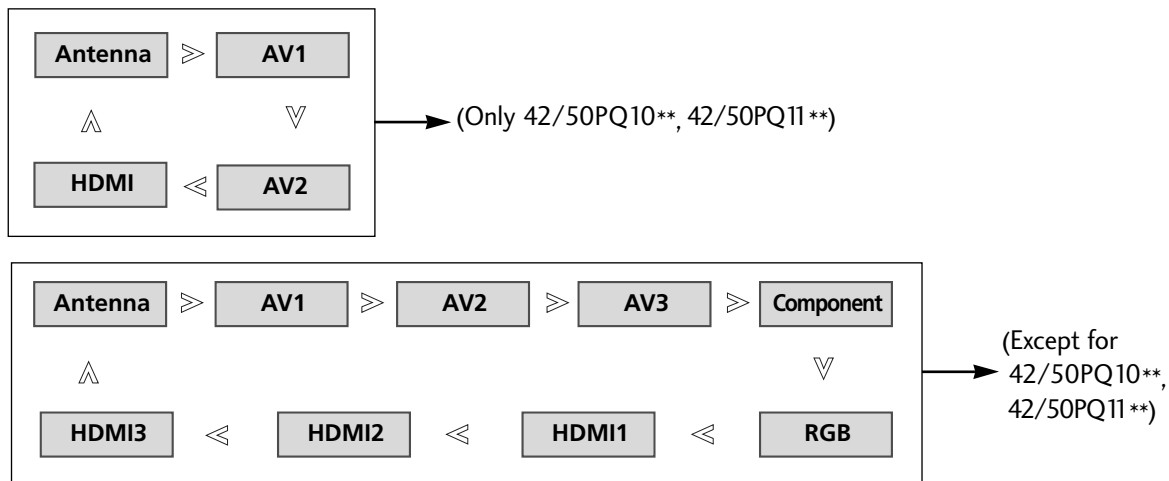 Antenna AV1
HDMI AV2
(Only 42/50PQ10**, 42/50PQ11**)
Antenna AV1 AV2 AV3 Component
HDMI3 HDMI2 HDMI1 RGB
(Except for
42/50PQ10**,
42/50PQ11**)